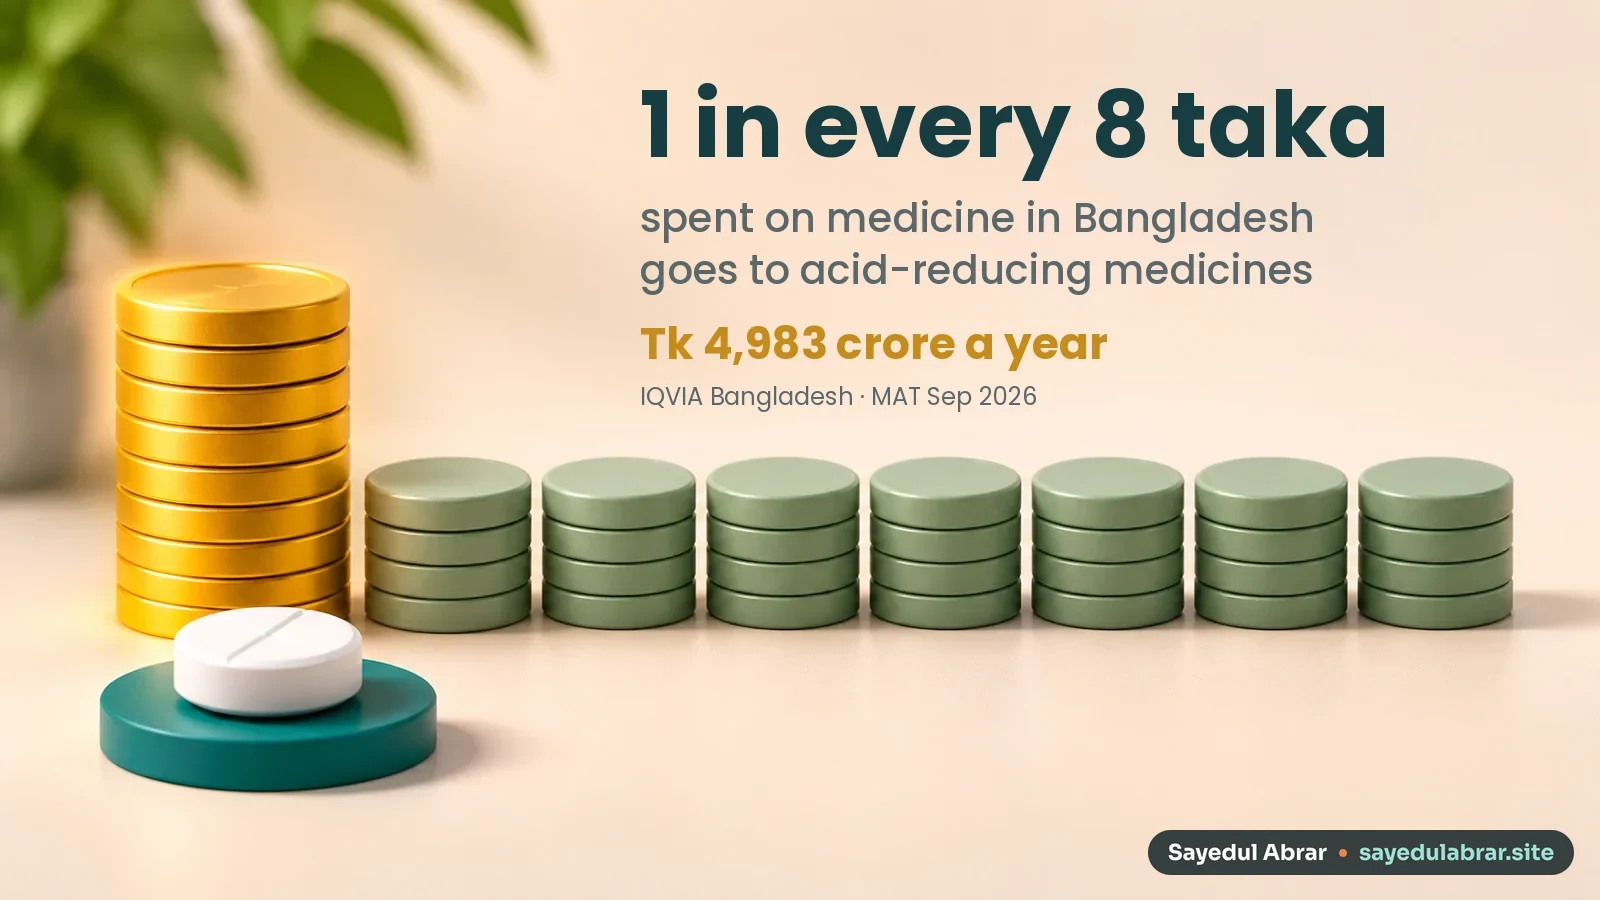 1 in every 8 taka
spent on medicine in Bangladesh
goes to acid-reducing medicines
Tk 4,983 crore a year
IQVIA Bangladesh · MAT Sep 2026
Sayedul Abrar • sayedulabrar.site